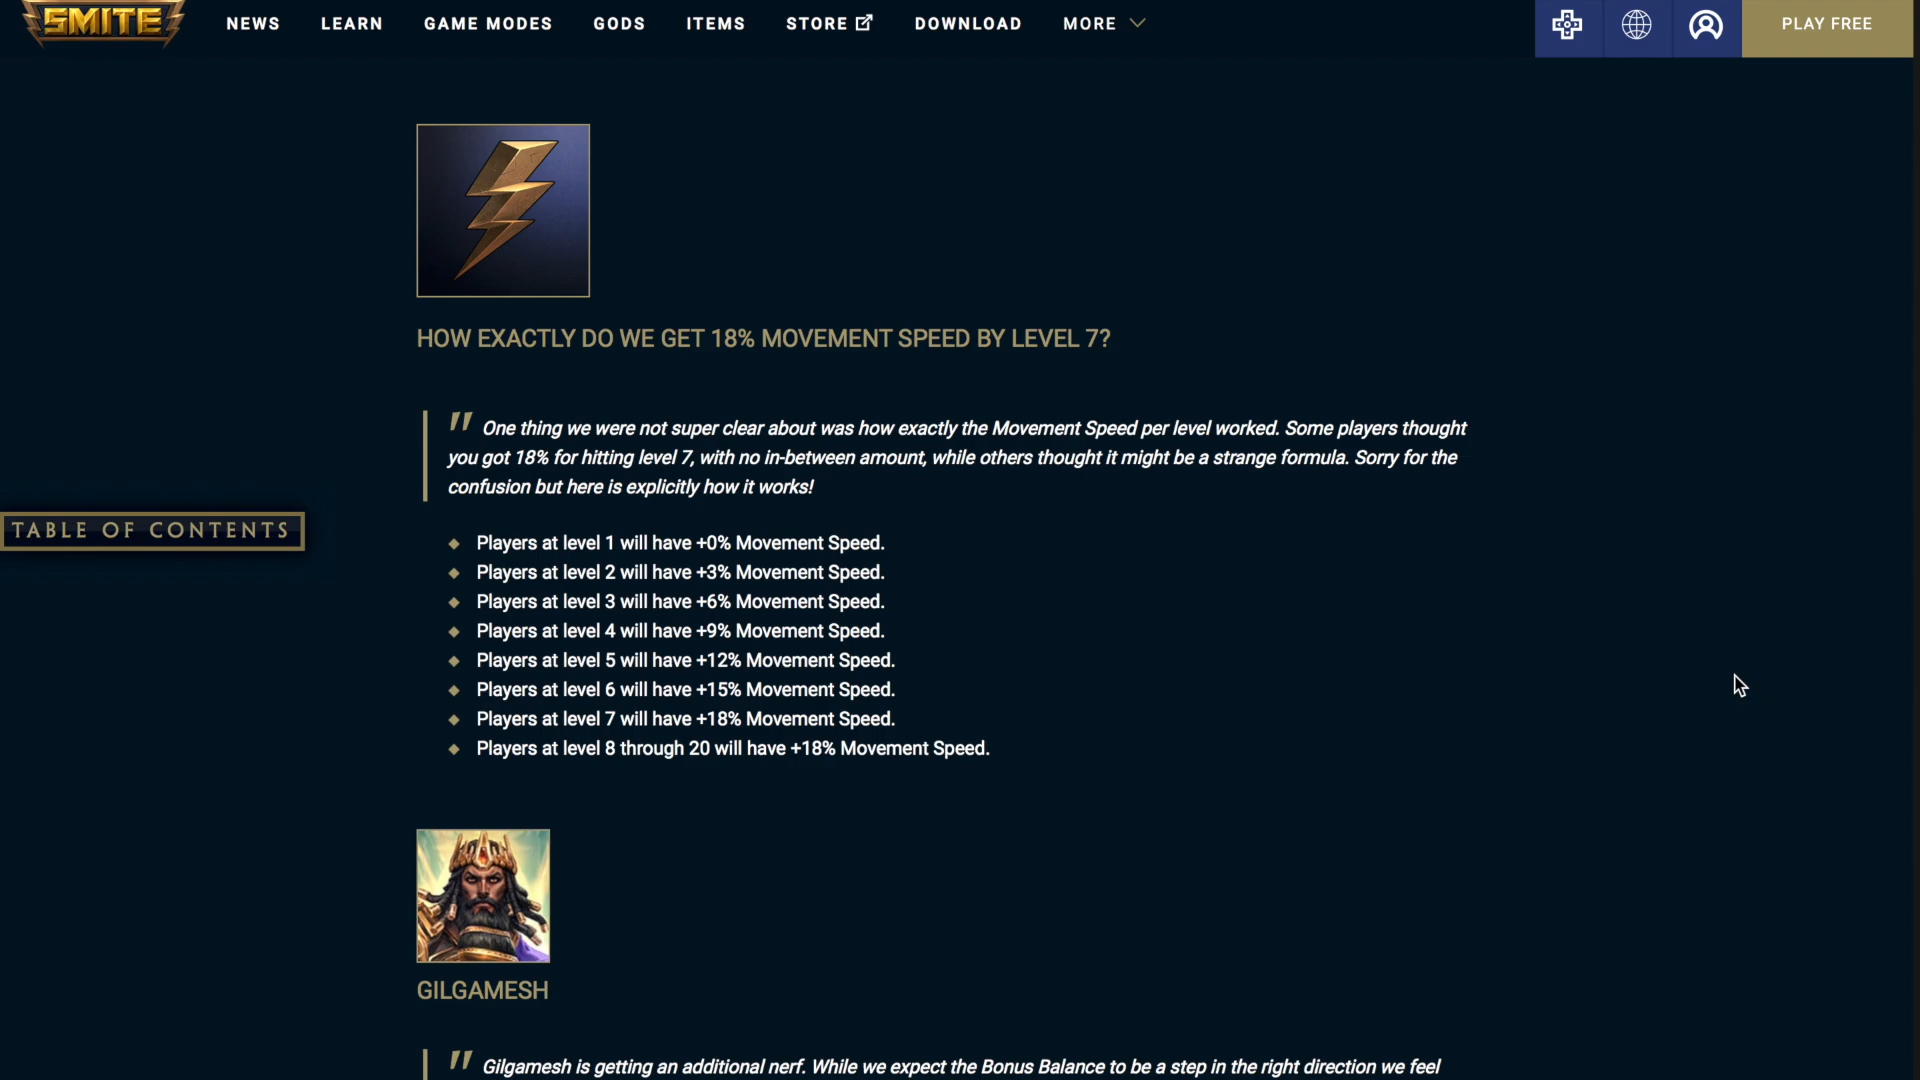 SMITE
NEWS LEARN GAME MODES GODS ITEMS STORE DOWNLOAD MORE PLAY FREE
HOW EXACTLY DO WE GET 18% MOVEMENT SPEED BY LEVEL 7?
" One thing we were not super clear about was how exactly the Movement Speed per level worked. Some players thought
you got 18% for hitting level 7, with no in-between amount, while others thought it might be a strange formula. Sorry for the
confusion but here is explicitly how it works!
TABLE OF CONTENTS
◆ Players at level 1 will have +0% Movement Speed.
◆ Players at level 2 will have +3% Movement Speed.
◆ Players at level 3 will have +6% Movement Speed.
◆ Players at level 4 will have +9% Movement Speed.
◆ Players at level 5 will have +12% Movement Speed.
◆ Players at level 6 will have +15% Movement Speed.
◆ Players at level 7 will have +18% Movement Speed.
◆ Players at level 8 through 20 will have +18% Movement Speed.
GILGAMESH
" Gilgamesh is getting an additional nerf. While we expect the Bonus Balance to be a step in the right direction we feel